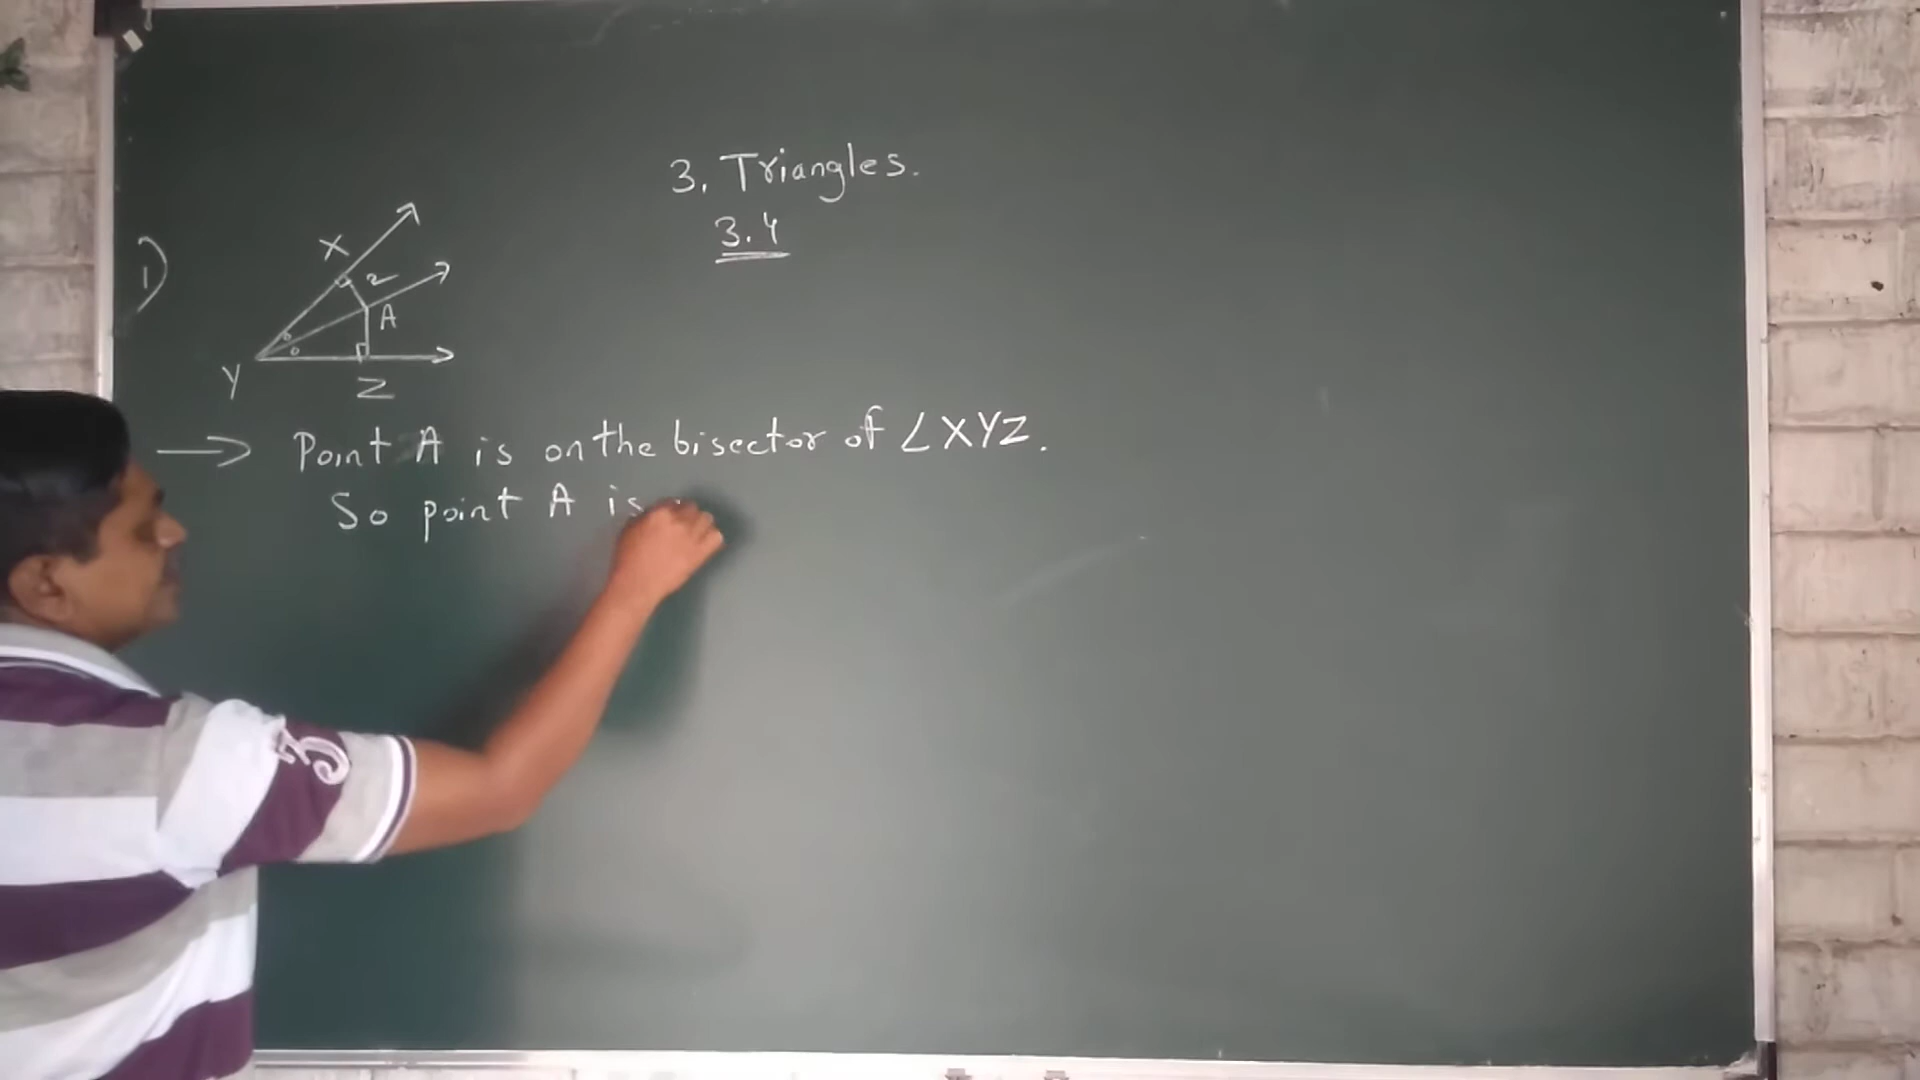 3. Triangles.
3.4
1)
X
2
A
Y
Z
→ Point A is on the bisector of ∠XYZ.
So point A is